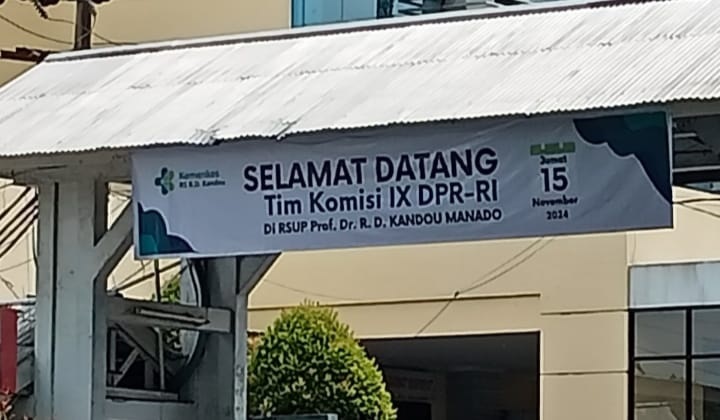 Kemenkes
RS R.D. Kandou
SELAMAT DATANG
Tim Komisi IX DPR-RI
Di RSUP Prof. Dr. R. D. KANDOU MANADO
Jumat
15
November
2024